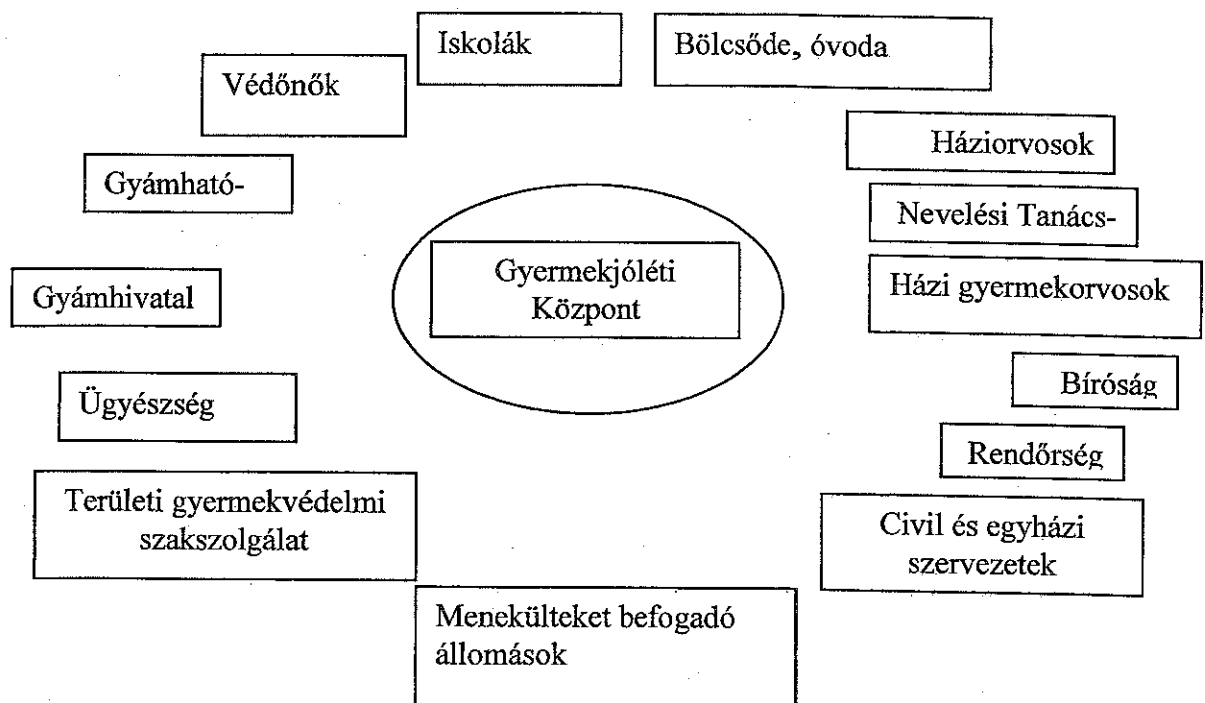 Iskolák
Bölcsőde, óvoda
Védőnők
Háziorvosok
Gyámható-
Nevelési Tanács-
Gyermekjóléti
Központ
Gyámhivatal
Házi gyermekorvosok
Bíróság
Ügyészség
Rendőrség
Területi gyermekvédelmi
szakszolgálat
Civil és egyházi
szervezetek
Menekülteket befogadó
állomások